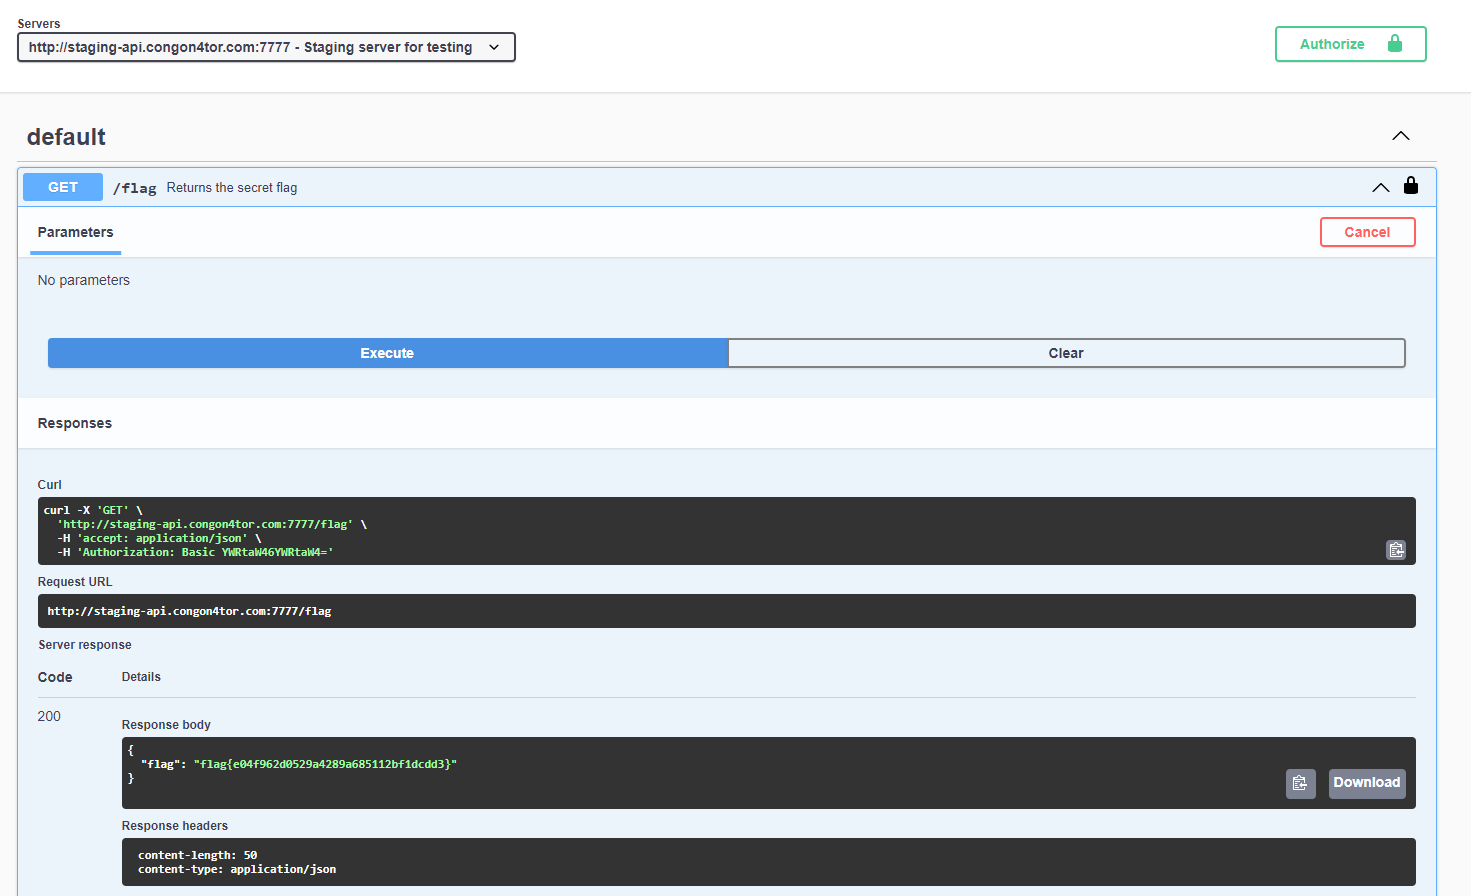 Servers
http://staging-api.congon4tor.com:7777 - Staging server for testing
Authorize
default
GET /flag Returns the secret flag
Parameters
Cancel
No parameters
Execute
Clear
Responses
Curl
curl -X 'GET' \
'http://staging-api.congon4tor.com:7777/flag' \
-H 'accept: application/json' \
-H 'Authorization: Basic YWRtaW46YWRtaW4='
Request URL
http://staging-api.congon4tor.com:7777/flag
Server response
Code Details
200
Response body
{
"flag": "flag{e04f962d0529a4289a685112bf1dcdd3}"
}
Download
Response headers
content-length: 50
content-type: application/json